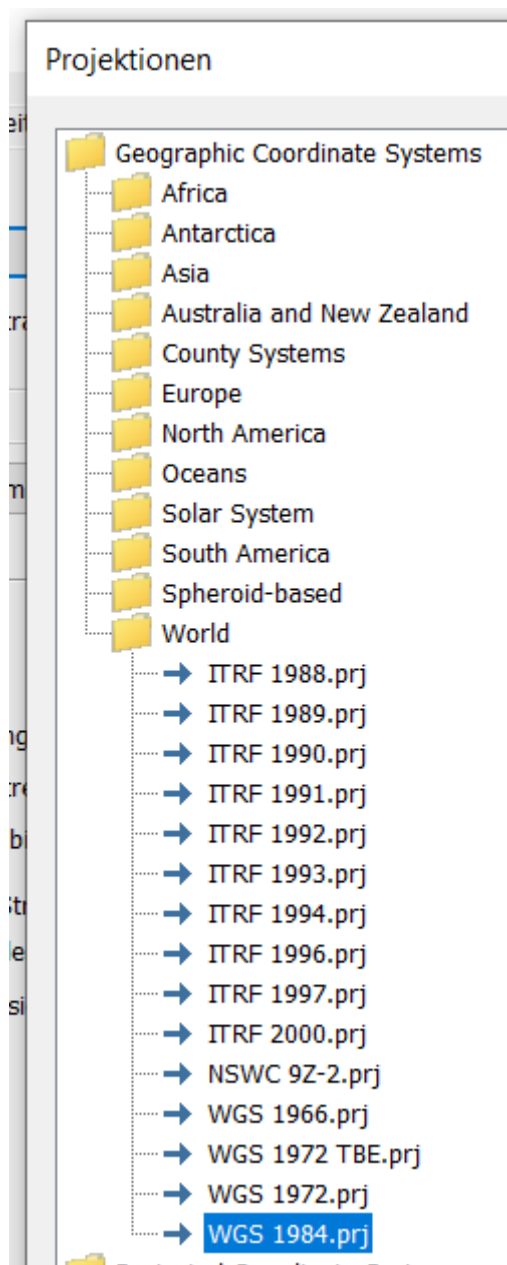 Projektionen
Geographic Coordinate Systems
Africa
Antarctica
Asia
Australia and New Zealand
County Systems
Europe
North America
Oceans
Solar System
South America
Spheroid-based
World
ITRF 1988.prj
ITRF 1989.prj
ITRF 1990.prj
ITRF 1991.prj
ITRF 1992.prj
ITRF 1993.prj
ITRF 1994.prj
ITRF 1996.prj
ITRF 1997.prj
ITRF 2000.prj
NSWC 9Z-2.prj
WGS 1966.prj
WGS 1972 TBE.prj
WGS 1972.prj
WGS 1984.prj